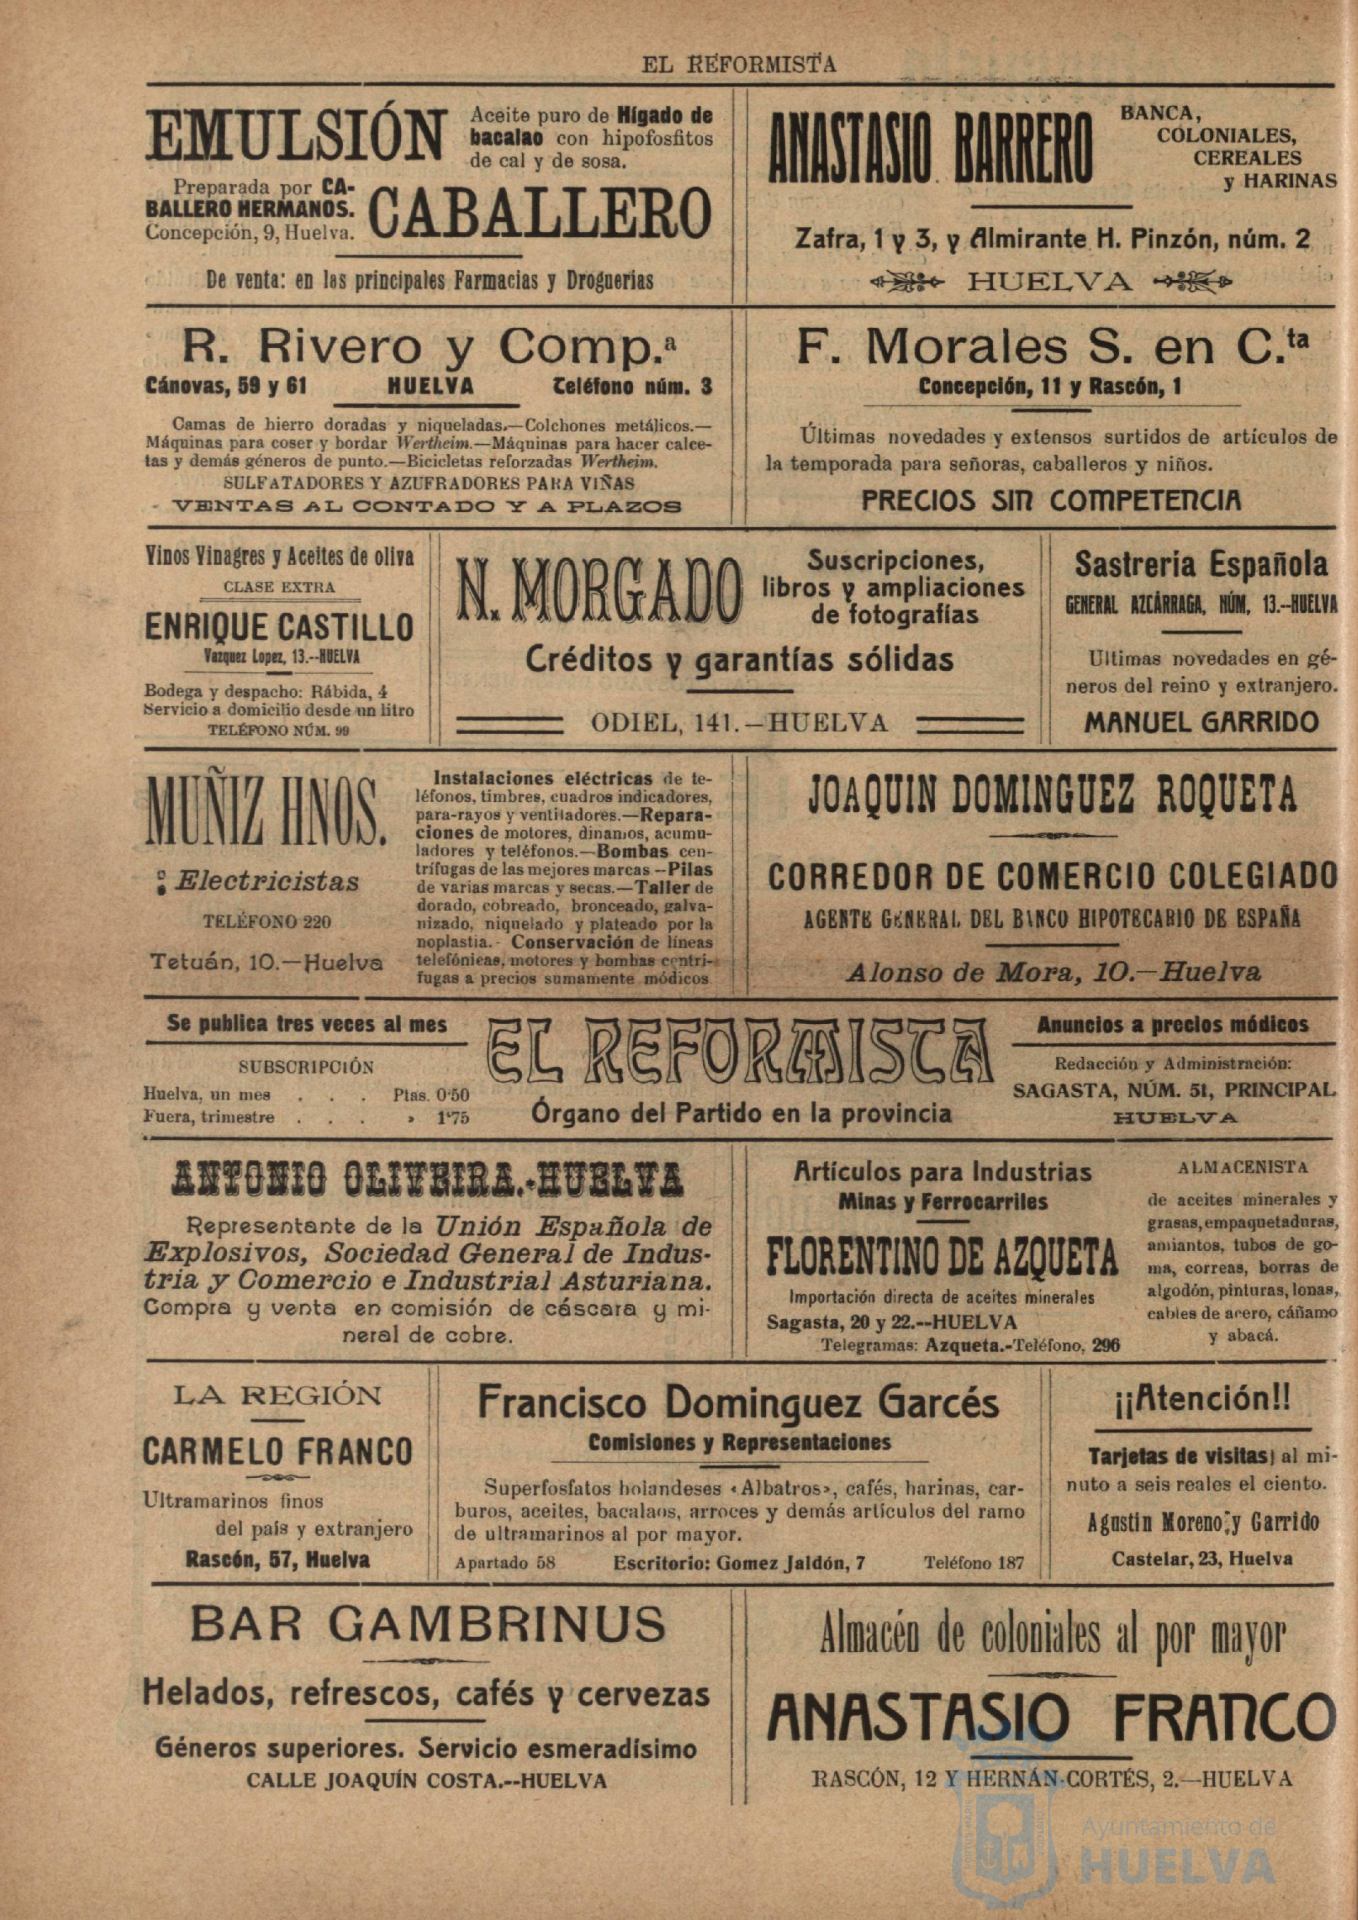 EL REFORMISTA
EMULSIÓN
Aceite puro de Hígado de
bacalao con hipofosfitos
de cal y de sosa.
Preparada por CA-
BALLERO HERMANOS.
Concepción, 9, Huelva.
CABALLERO
De venta: en las principales Farmacias y Droguerías
ANASTASIO BARRERO
BANCA,
COLONIALES,
CEREALES
y HARINAS
Zafra, 1 y 3, y Almirante H. Pinzón, núm. 2
HUELVA
R. Rivero y Comp.ª
Cánovas, 59 y 61 HUELVA Teléfono núm. 3
Camas de hierro doradas y niqueladas.—Colchones metálicos.—
Máquinas para coser y bordar Wertheim.—Máquinas para hacer calce-
tas y demás géneros de punto.—Bicicletas reforzadas Wertheim.
SULFATADORES Y AZUFRADORES PARA VIÑAS
VENTAS AL CONTADO Y A PLAZOS
F. Morales S. en C.ta
Concepción, 11 y Rascón, 1
Últimas novedades y extensos surtidos de artículos de
la temporada para señoras, caballeros y niños.
PRECIOS SIN COMPETENCIA
Vinos Vinagres y Aceites de oliva
CLASE EXTRA
ENRIQUE CASTILLO
Vazquez Lopez, 13.--HUELVA
Bodega y despacho: Rábida, 4
Servicio a domicilio desde un litro
TELÉFONO NÚM. 99
N. MORGADO
Suscripciones,
libros y ampliaciones
de fotografías
Créditos y garantías sólidas
ODIEL, 141.—HUELVA
Sastrería Española
GENERAL AZCÁRRAGA, NÚM, 13.--HUELVA
Ultimas novedades en gé-
neros del reino y extranjero.
MANUEL GARRIDO
MUÑIZ HNOS.
Electricistas
TELÉFONO 220
Tetuán, 10.—Huelva
Instalaciones eléctricas de te-
léfonos, timbres, cuadros indicadores,
para-rayos y ventiladores.—Repara-
ciones de motores, dinamos, acumu-
ladores y teléfonos.—Bombas cen-
trífugas de las mejores marcas—Pilas
de varias marcas y secas.—Taller de
dorado, cobreado, bronceado, galva-
nizado, niquelado y plateado por la
noplastia.- Conservación de líneas
telefónicas, motores y bombas centrí-
fugas a precios sumamente módicos
JOAQUIN DOMINGUEZ ROQUETA
CORREDOR DE COMERCIO COLEGIADO
AGENTE GENERAL DEL BANCO HIPOTECARIO DE ESPAÑA
Alonso de Mora, 10.—Huelva
Se publica tres veces al mes
SUBSCRIPCIÓN
Huelva, un mes . . . Ptas. 0'50
Fuera, trimestre . . . » 1'75
EL REFORMISTA
Órgano del Partido en la provincia
Anuncios a precios módicos
Redacción y Administración:
SAGASTA, NÚM. 51, PRINCIPAL
HUELVA
ANTONIO OLIVEIRA.-HUELVA
Representante de la Unión Española de
Explosivos, Sociedad General de Indus-
tria y Comercio e Industrial Asturiana.
Compra y venta en comisión de cáscara y mi-
neral de cobre.
Artículos para Industrias
Minas y Ferrocarriles
FLORENTINO DE AZQUETA
Importación directa de aceites minerales
Sagasta, 20 y 22.--HUELVA
Telegramas: Azqueta.-Teléfono, 296
ALMACENISTA
de aceites minerales y
grasas, empaquetaduras,
amiantos, tubos de go-
ma, correas, borras de
algodón, pinturas, lonas,
cables de acero, cáñamo
y abacá.
LA REGIÓN
CARMELO FRANCO
Ultramarinos finos
del país y extranjero
Rascón, 57, Huelva
Francisco Dominguez Garcés
Comisiones y Representaciones
Superfosfatos holandeses «Albatros», cafés, harinas, car-
buros, aceites, bacalaos, arroces y demás artículos del ramo
de ultramarinos al por mayor.
Apartado 58 Escritorio: Gomez Jaldón, 7 Teléfono 187
¡¡Atención!!
Tarjetas de visitas al mi-
nuto a seis reales el ciento.
Agustin Moreno y Garrido
Castelar, 23, Huelva
BAR GAMBRINUS
Helados, refrescos, cafés y cervezas
Géneros superiores. Servicio esmeradísimo
CALLE JOAQUÍN COSTA.--HUELVA
Almacén de coloniales al por mayor
ANASTASIO FRANCO
RASCÓN, 12 Y HERNÁN-CORTÉS, 2.—HUELVA
Ayuntamiento de
HUELVA